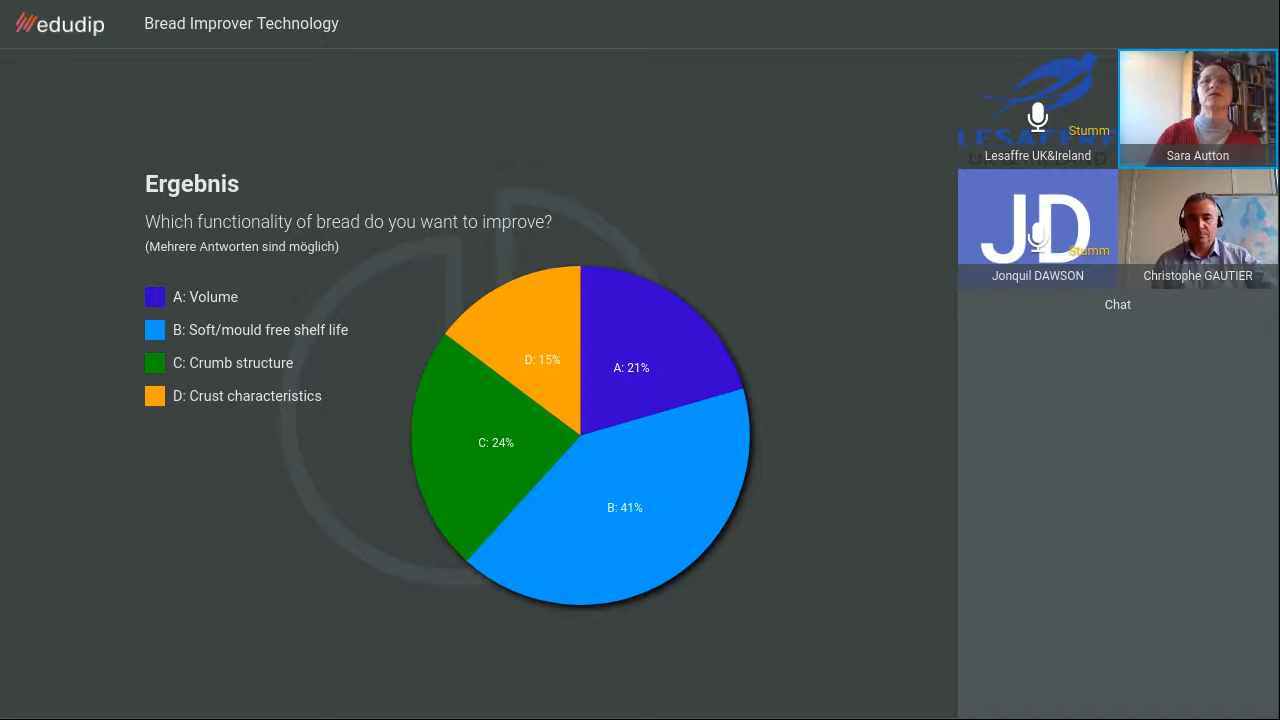 edudip
Bread Improver Technology
Ergebnis
Which functionality of bread do you want to improve?
(Mehrere Antworten sind möglich)
A: Volume
B: Soft/mould free shelf life
C: Crumb structure
D: Crust characteristics
D: 15%
A: 21%
C: 24%
B: 41%
Stumm
LESAFFRE
Lesaffre UK&Ireland
Sara Autton
JD
Stumm
Jonquil DAWSON
Christophe GAUTIER
Chat